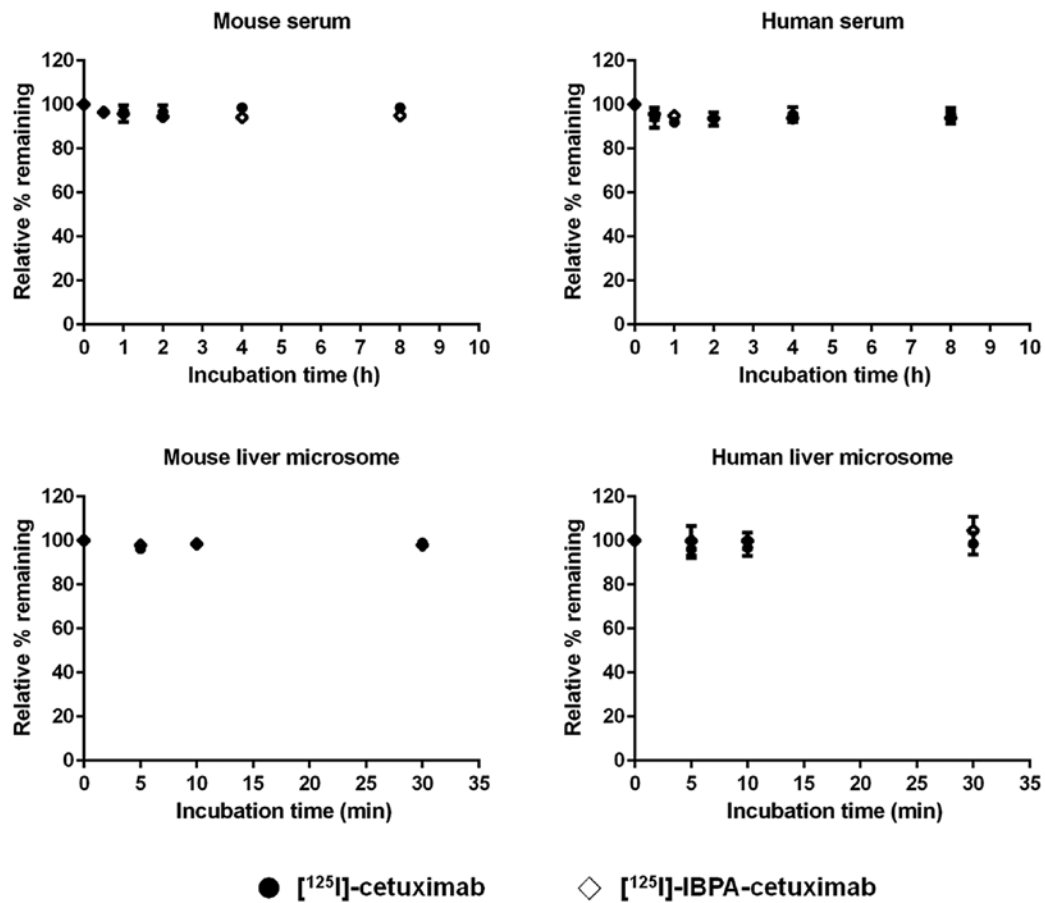 Mouse serum
Relative % remaining
120
100
80
60
40
20
0
0 1 2 3 4 5 6 7 8 9 10
Incubation time (h)
Human serum
Relative % remaining
120
100
80
60
40
20
0
0 1 2 3 4 5 6 7 8 9 10
Incubation time (h)
Mouse liver microsome
Relative % remaining
120
100
80
60
40
20
0
0 5 10 15 20 25 30 35
Incubation time (min)
Human liver microsome
Relative % remaining
120
100
80
60
40
20
0
0 5 10 15 20 25 30 35
Incubation time (min)
[¹²⁵I]-cetuximab
[¹²⁵I]-IBPA-cetuximab